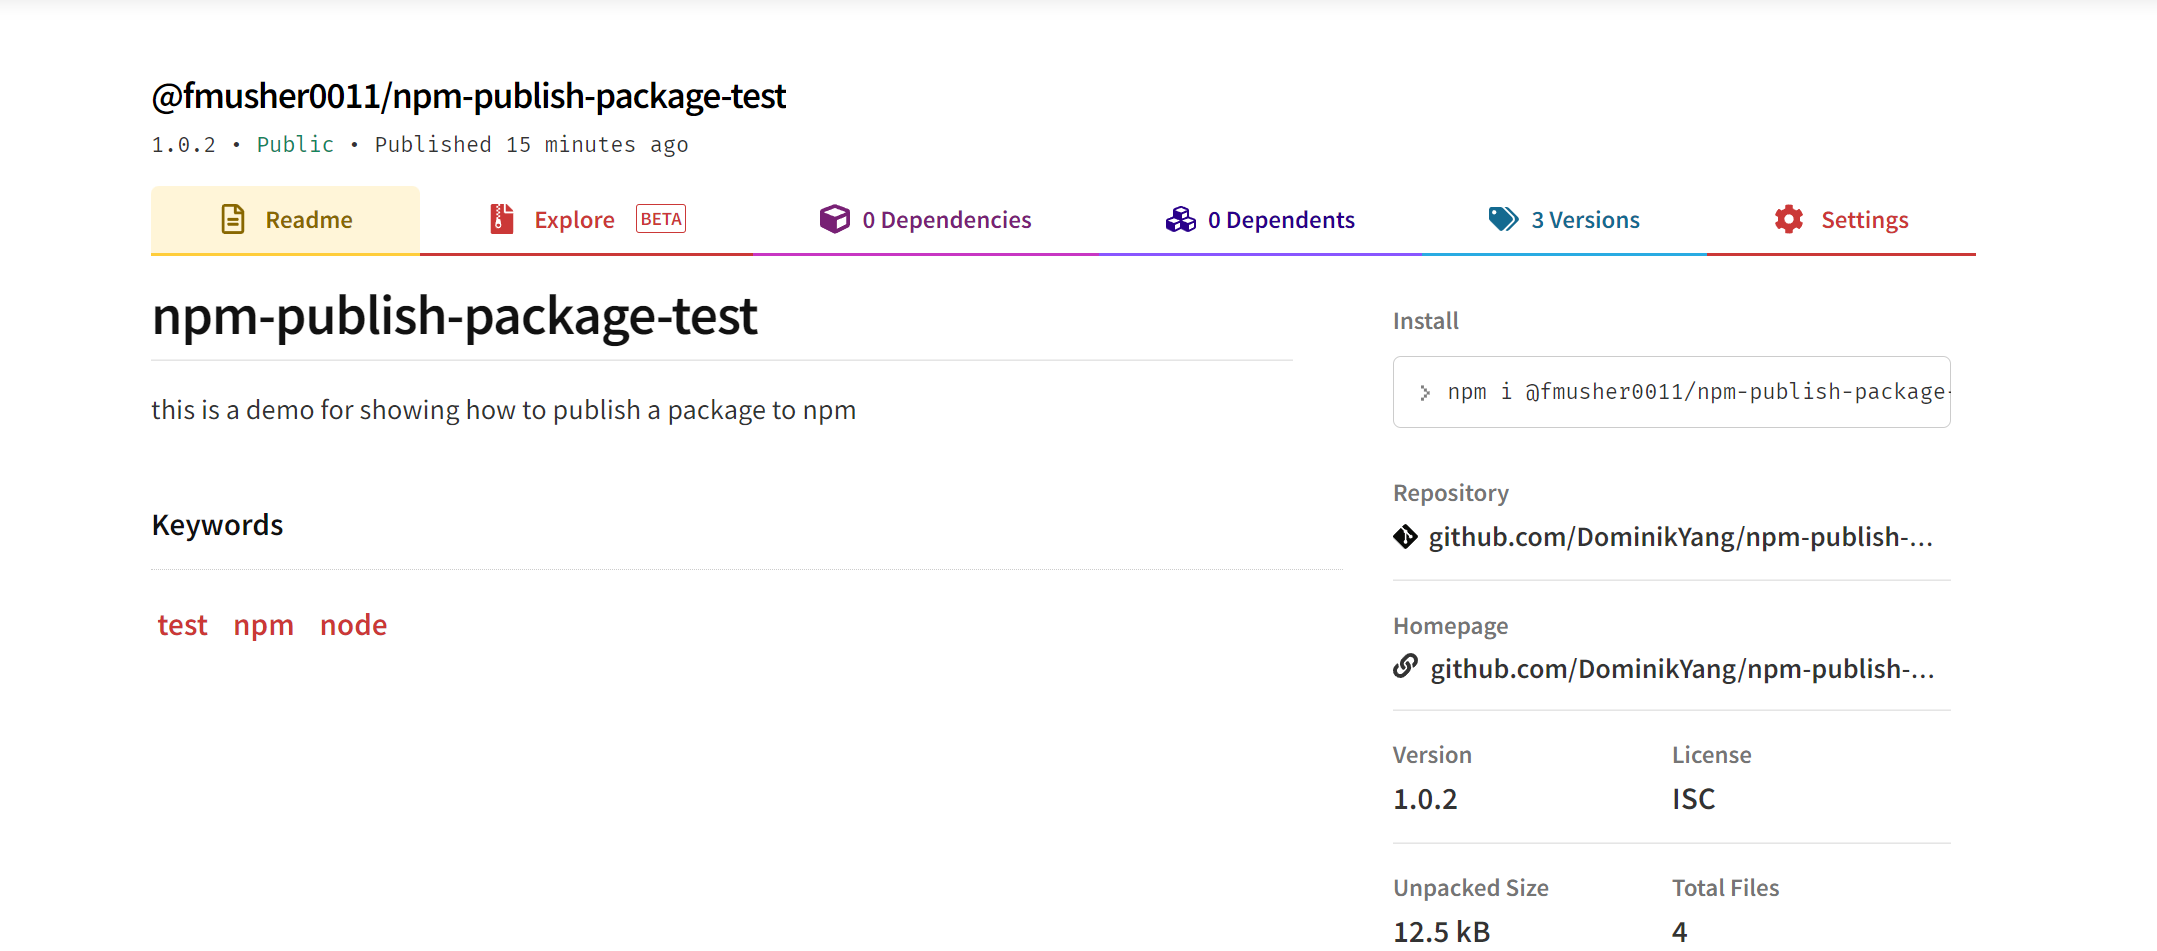 @fmusher0011/npm-publish-package-test
1.0.2 • Public • Published 15 minutes ago
Readme
Explore BETA
0 Dependencies
0 Dependents
3 Versions
Settings
npm-publish-package-test
this is a demo for showing how to publish a package to npm
Keywords
test npm node
Install
> npm i @fmusher0011/npm-publish-package-
Repository
github.com/DominikYang/npm-publish-...
Homepage
github.com/DominikYang/npm-publish-...
Version
1.0.2
License
ISC
Unpacked Size
12.5 kB
Total Files
4